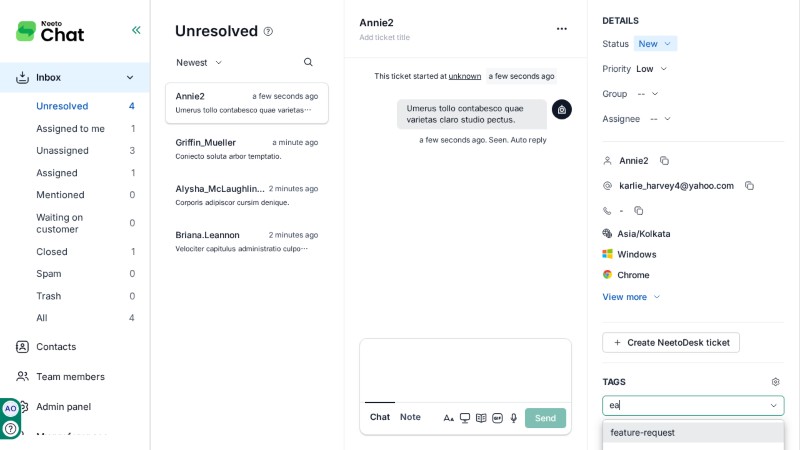 Neeto
Chat
Inbox
Unresolved 4
Assigned to me 1
Unassigned 3
Assigned 1
Mentioned 0
Waiting on
customer 0
Closed 1
Spam 0
Trash 0
All 4
Contacts
Team members
Admin panel
AO
Unresolved
Newest
Annie2 a few seconds ago
Umerus tollo contabesco quae varietas···
Griffin_Mueller a minute ago
Coniecto soluta arbor temptatio.
Alysha_McLaughlin... 2 minutes ago
Corporis adipiscor cursim denique.
Briana.Leannon 2 minutes ago
Velociter capitulus administratio culpo···
Annie2
Add ticket title
This ticket started at unknown a few seconds ago
Umerus tollo contabesco quae
varietas claro studio pectus.
a few seconds ago. Seen. Auto reply
Chat Note
GIF
Send
DETAILS
Status New
Priority Low
Group --
Assignee --
Annie2
karlie_harvey4@yahoo.com
-
Asia/Kolkata
Windows
Chrome
View more
+ Create NeetoDesk ticket
TAGS
ea
feature-request